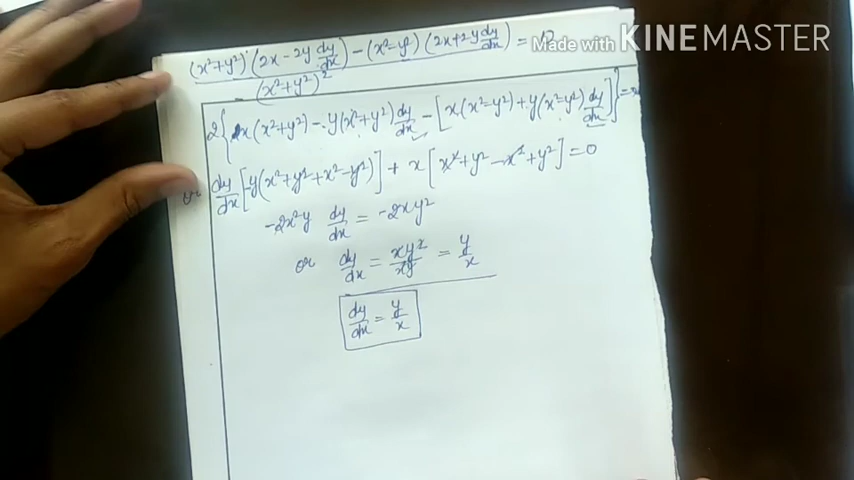 (x²+y²)(2x-2y dy/dx) - (x²-y²)(2x+2y dy/dx) / (x²+y²)² = 
Made with KINEMASTER
2{x(x²+y²) - y(x²+y²) dy/dx - [x(x²-y²) + y(x²-y²) dy/dx]} =
or dy/dx[-y(x²+y²+x²-y²)] + x[x²+y²-x²+y²] = 0
-2x²y dy/dx = -2xy²
or dy/dx = xy²/x²y = y/x
dy/dx = y/x